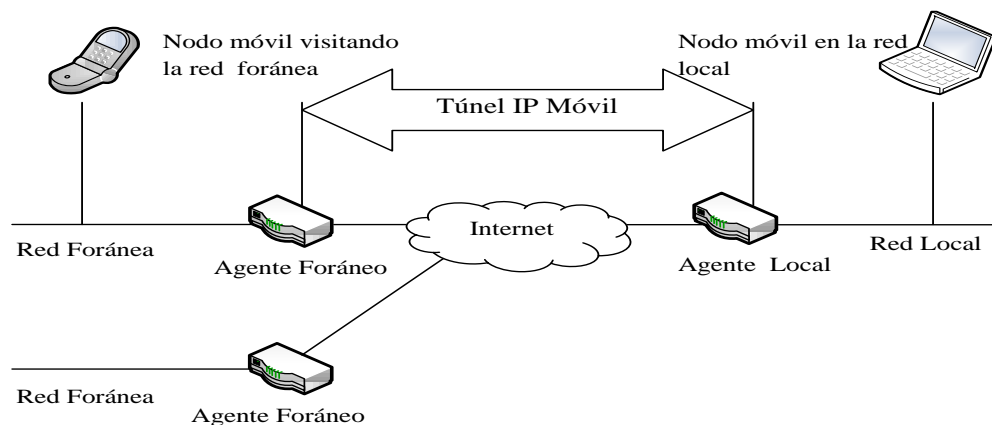 Nodo móvil visitando
la red foránea
Nodo móvil en la red
local
Túnel IP Móvil
Internet
Red Foránea
Agente Foráneo
Agente Local
Red Local
Red Foránea
Agente Foráneo